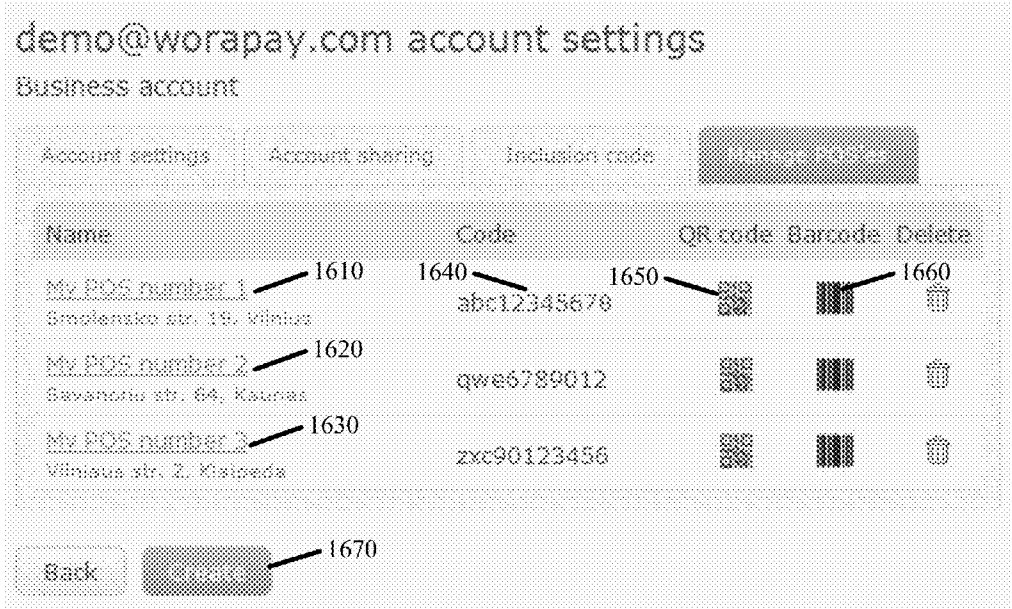 demo@worapay.com account settings
Business account
Account settings Account sharing Inclusion code
Name Code QR code Barcode Delete
My POS number 1 1610 1640 abc12345678 1650 1660
Smolensko str. 19, Vilnius
My POS number 2 1620 qwe6789012
Savanoriu str. 64, Kaunas
My POS number 3 1630 zxc90123456
Vilniaus str. 2, Klaipeda
Back 1670